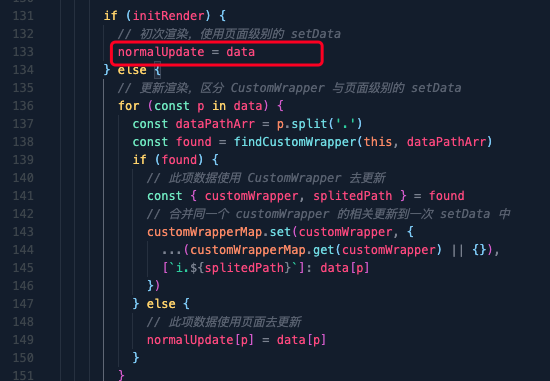 131 if (initRender) {
132 // 初次渲染，使用页面级别的 setData
133 normalUpdate = data
134 } else {
135 // 更新渲染，区分 CustomWrapper 与页面级别的 setData
136 for (const p in data) {
137 const dataPathArr = p.split('.')
138 const found = findCustomWrapper(this, dataPathArr)
139 if (found) {
140 // 此项数据使用 CustomWrapper 去更新
141 const { customWrapper, splitedPath } = found
142 // 合并同一个 customWrapper 的相关更新到一次 setData 中
143 customWrapperMap.set(customWrapper, {
144 ...(customWrapperMap.get(customWrapper) || {}),
145 [`i.${splitedPath}`]: data[p]
146 })
147 } else {
148 // 此项数据使用页面去更新
149 normalUpdate[p] = data[p]
150 }
151 }